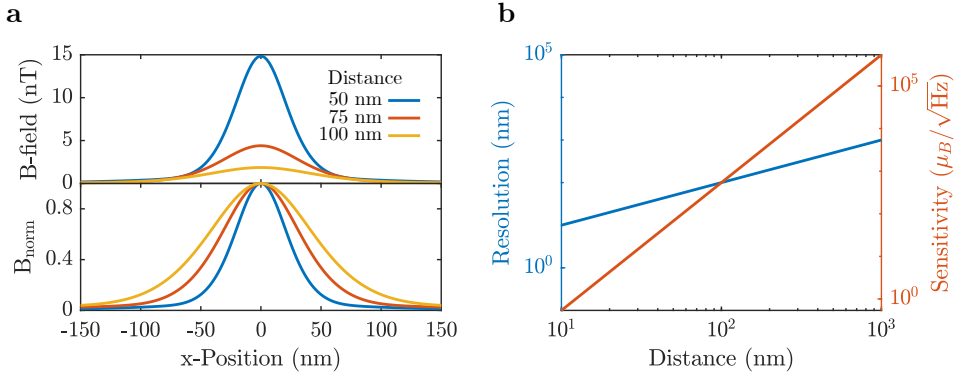 a
15
10
5
0
B-field (nT)
Distance
50 nm
75 nm
100 nm
0.8
0.4
0
B_norm
-150 -100 -50 0 50 100 150
x-Position (nm)
b
10^5
10^0
Resolution (nm)
10^5
10^0
Sensitivity (μ_B/√Hz)
10^1 10^2 10^3
Distance (nm)